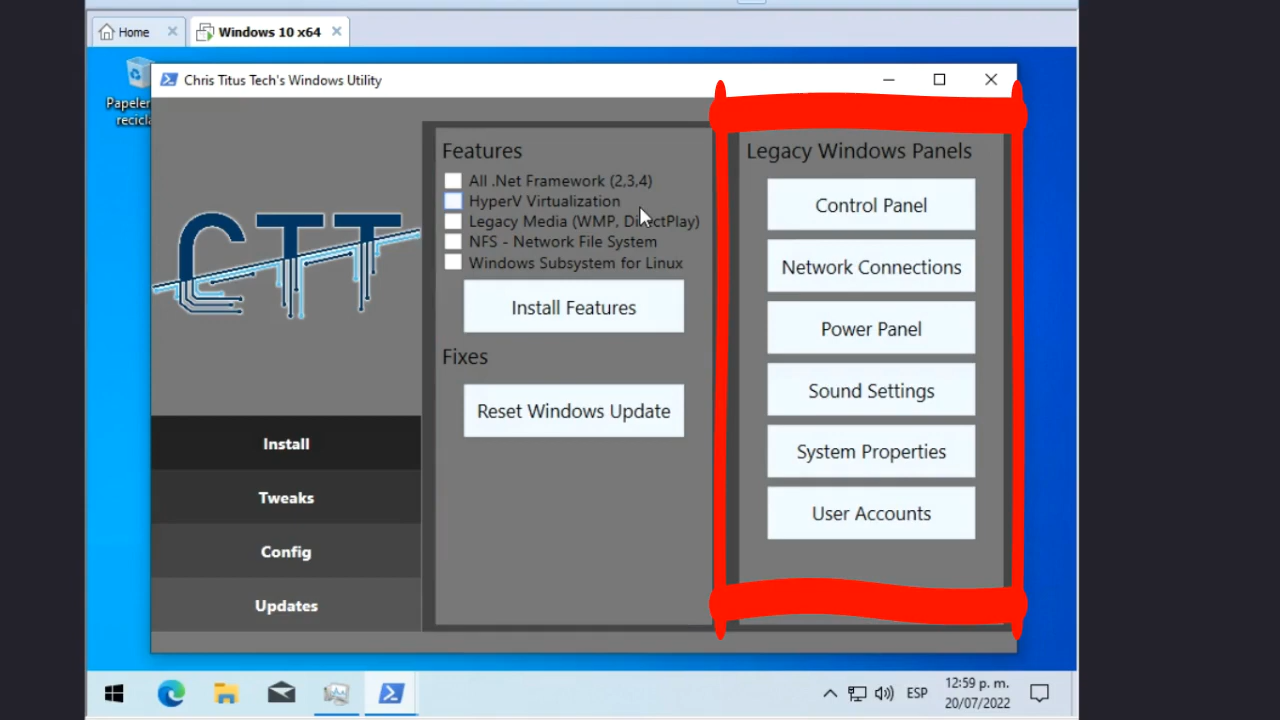 Home
Windows 10 x64
Papeler
recicla
Chris Titus Tech's Windows Utility
CTT
Install
Tweaks
Config
Updates
Features
All .Net Framework (2,3,4)
HyperV Virtualization
Legacy Media (WMP, DirectPlay)
NFS - Network File System
Windows Subsystem for Linux
Install Features
Fixes
Reset Windows Update
Legacy Windows Panels
Control Panel
Network Connections
Power Panel
Sound Settings
System Properties
User Accounts
ESP
12:59 p. m.
20/07/2022